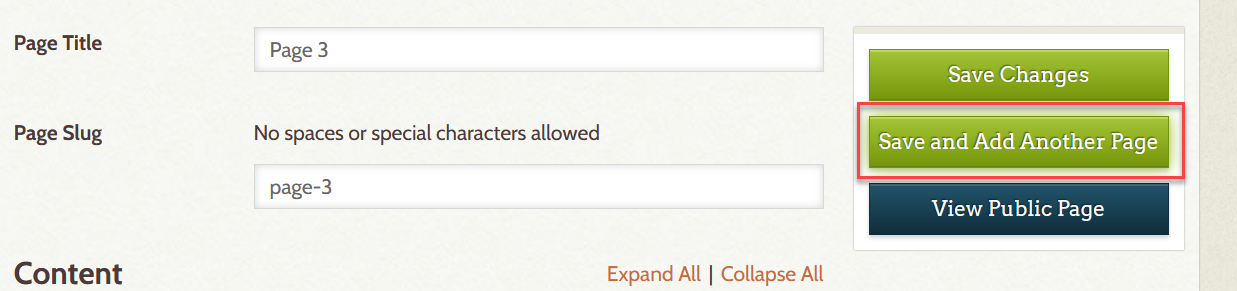 Page Title
Page 3
Save Changes
Page Slug
No spaces or special characters allowed
Save and Add Another Page
page-3
View Public Page
Content
Expand All | Collapse All